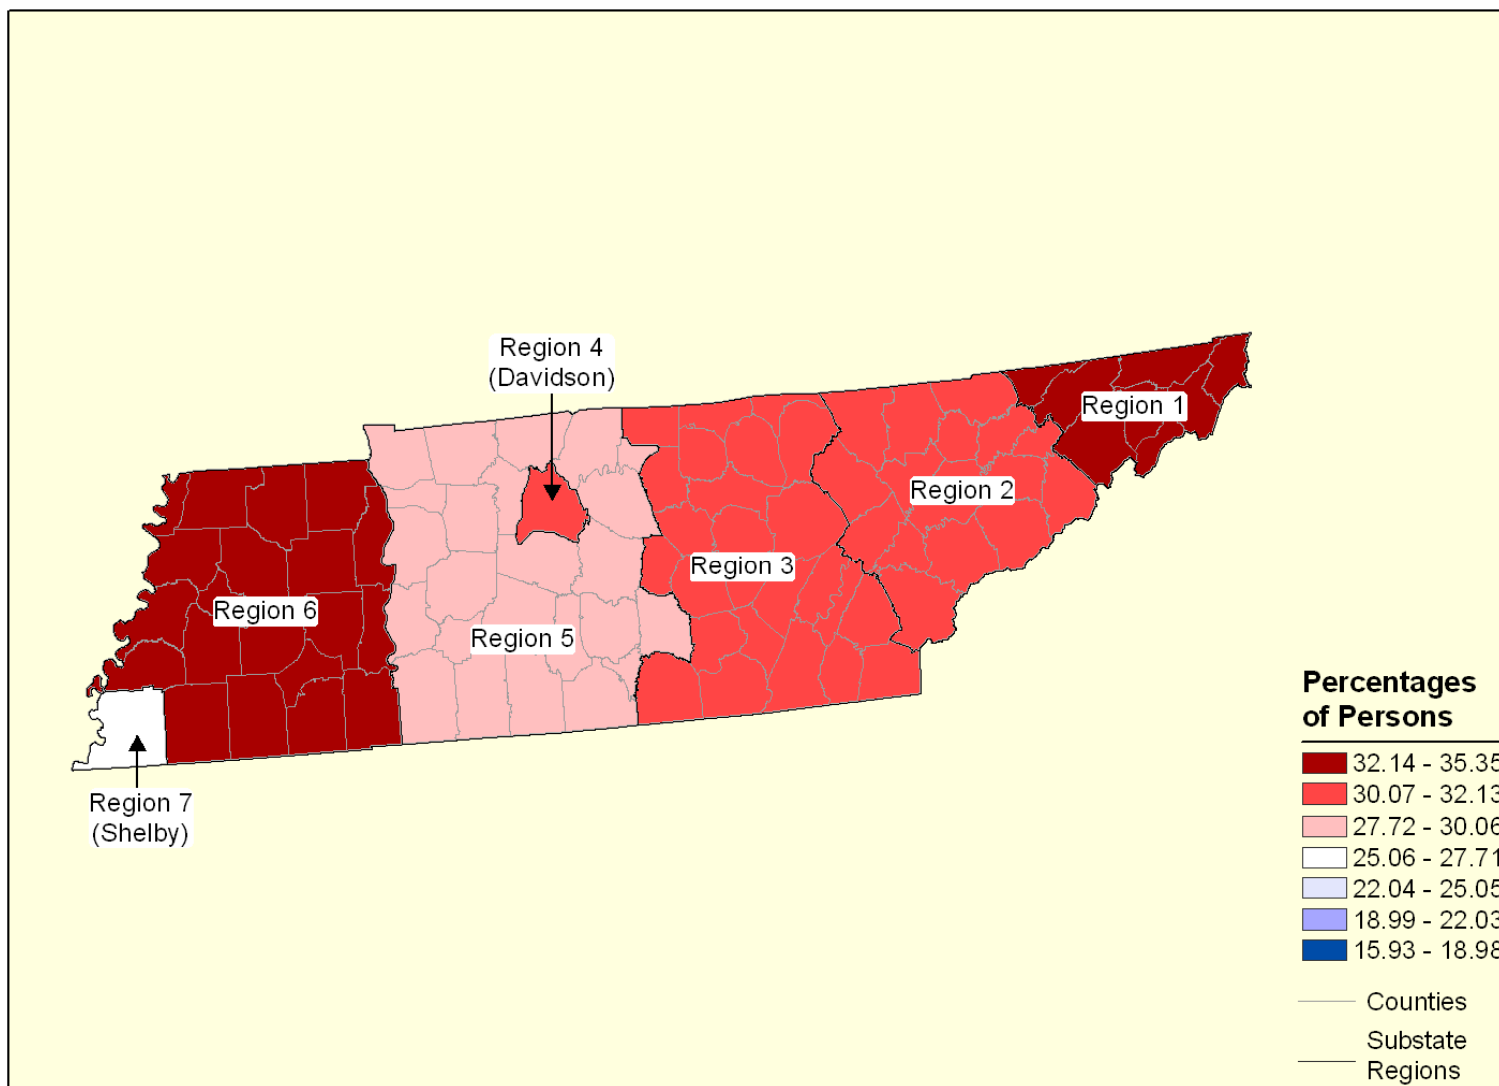 Region 4
(Davidson)
Region 1
Region 2
Region 3
Region 6
Region 5
Region 7
(Shelby)
Percentages
of Persons
32.14 - 35.35
30.07 - 32.13
27.72 - 30.06
25.06 - 27.71
22.04 - 25.05
18.99 - 22.03
15.93 - 18.98
Counties
Substate
Regions